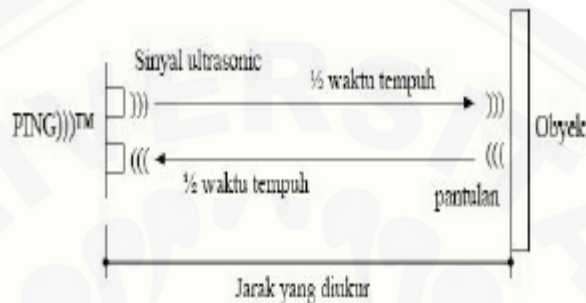 Sinyal ultrasonic
½ waktu tempuh
PING)))™
)))
)))
Obyek
(((
(((
½ waktu tempuh
pantulan
Jarak yang diukur